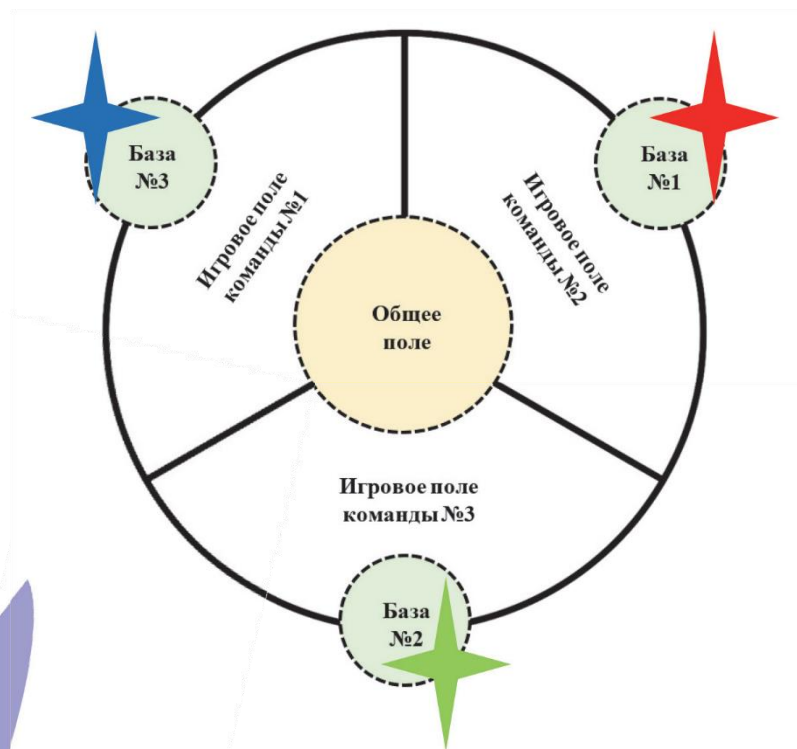 База
№3
База
№1
Игровое поле
команды №1
Игровое поле
команды №2
Общее
поле
Игровое поле
команды №3
База
№2